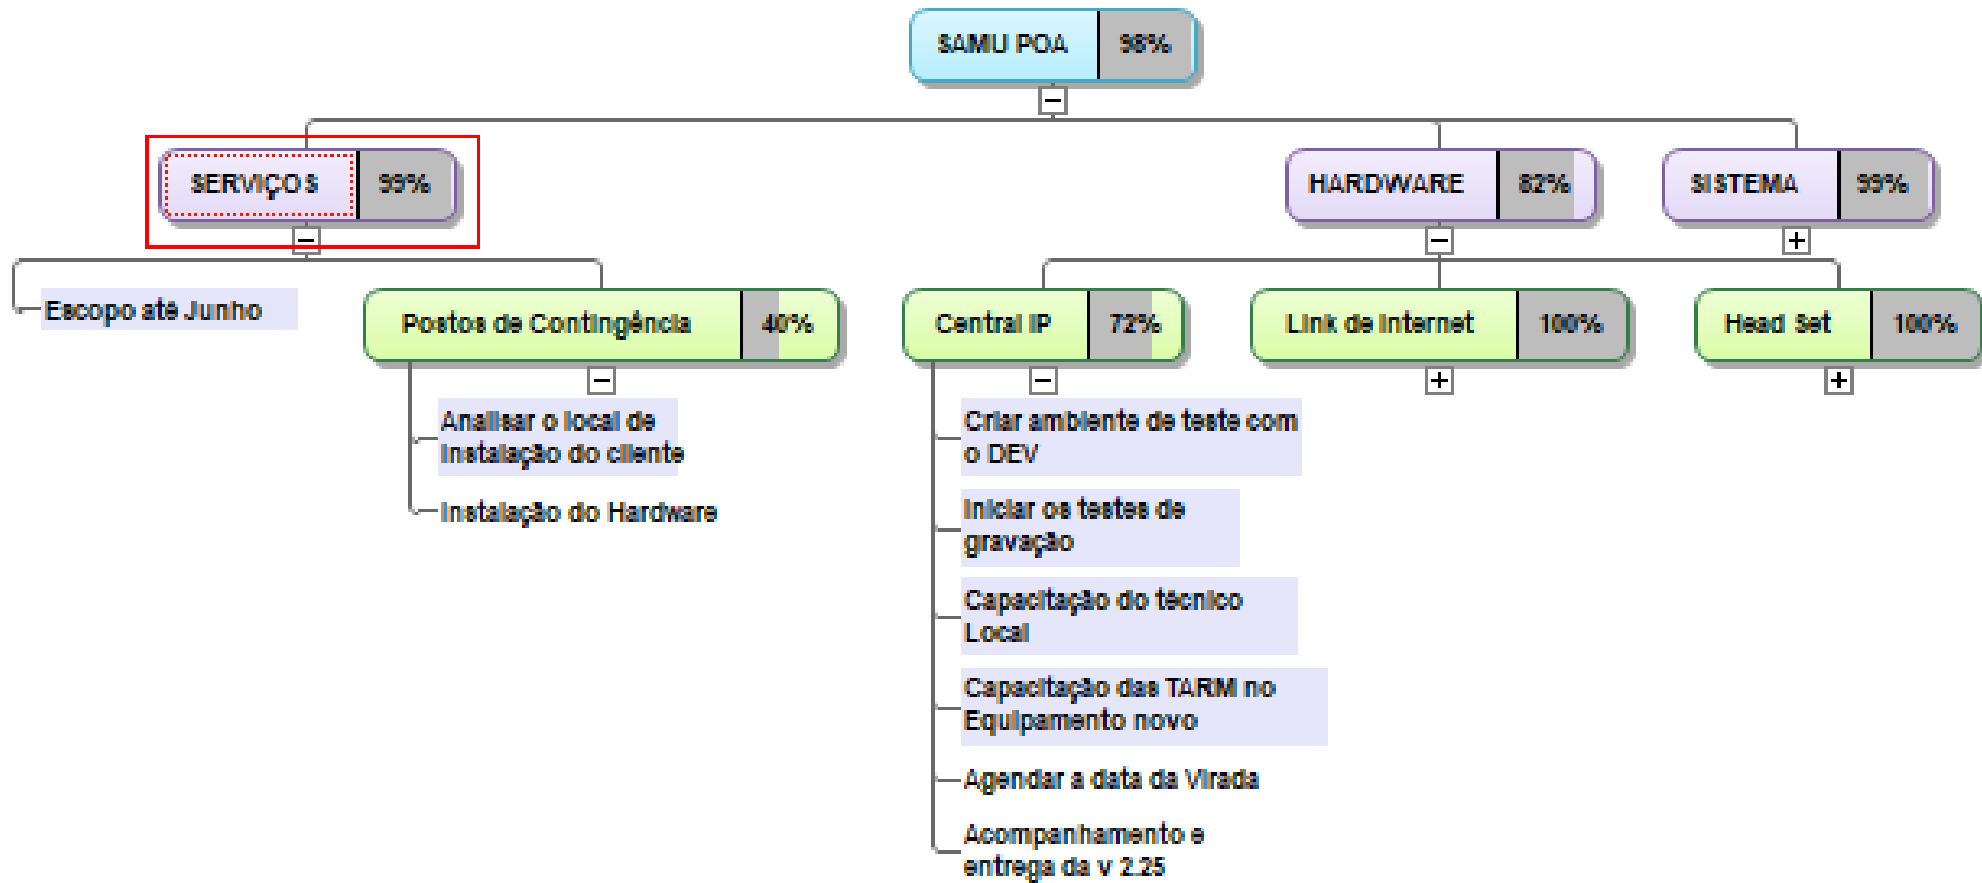 SAMU POA 98%
SERVIÇOS 99%
HARDWARE 82%
SISTEMA 99%
Escopo até Junho
Postos de Contingência 40%
Central IP 72%
Link de Internet 100%
Head Set 100%
Analisar o local de
Instalação do cliente
Instalação do Hardware
Criar ambiente de teste com
o DEV
Iniciar os testes de
gravação
Capacitação do técnico
Local
Capacitação das TARM no
Equipamento novo
Agendar a data da Virada
Acompanhamento e
entrega da v 2.25